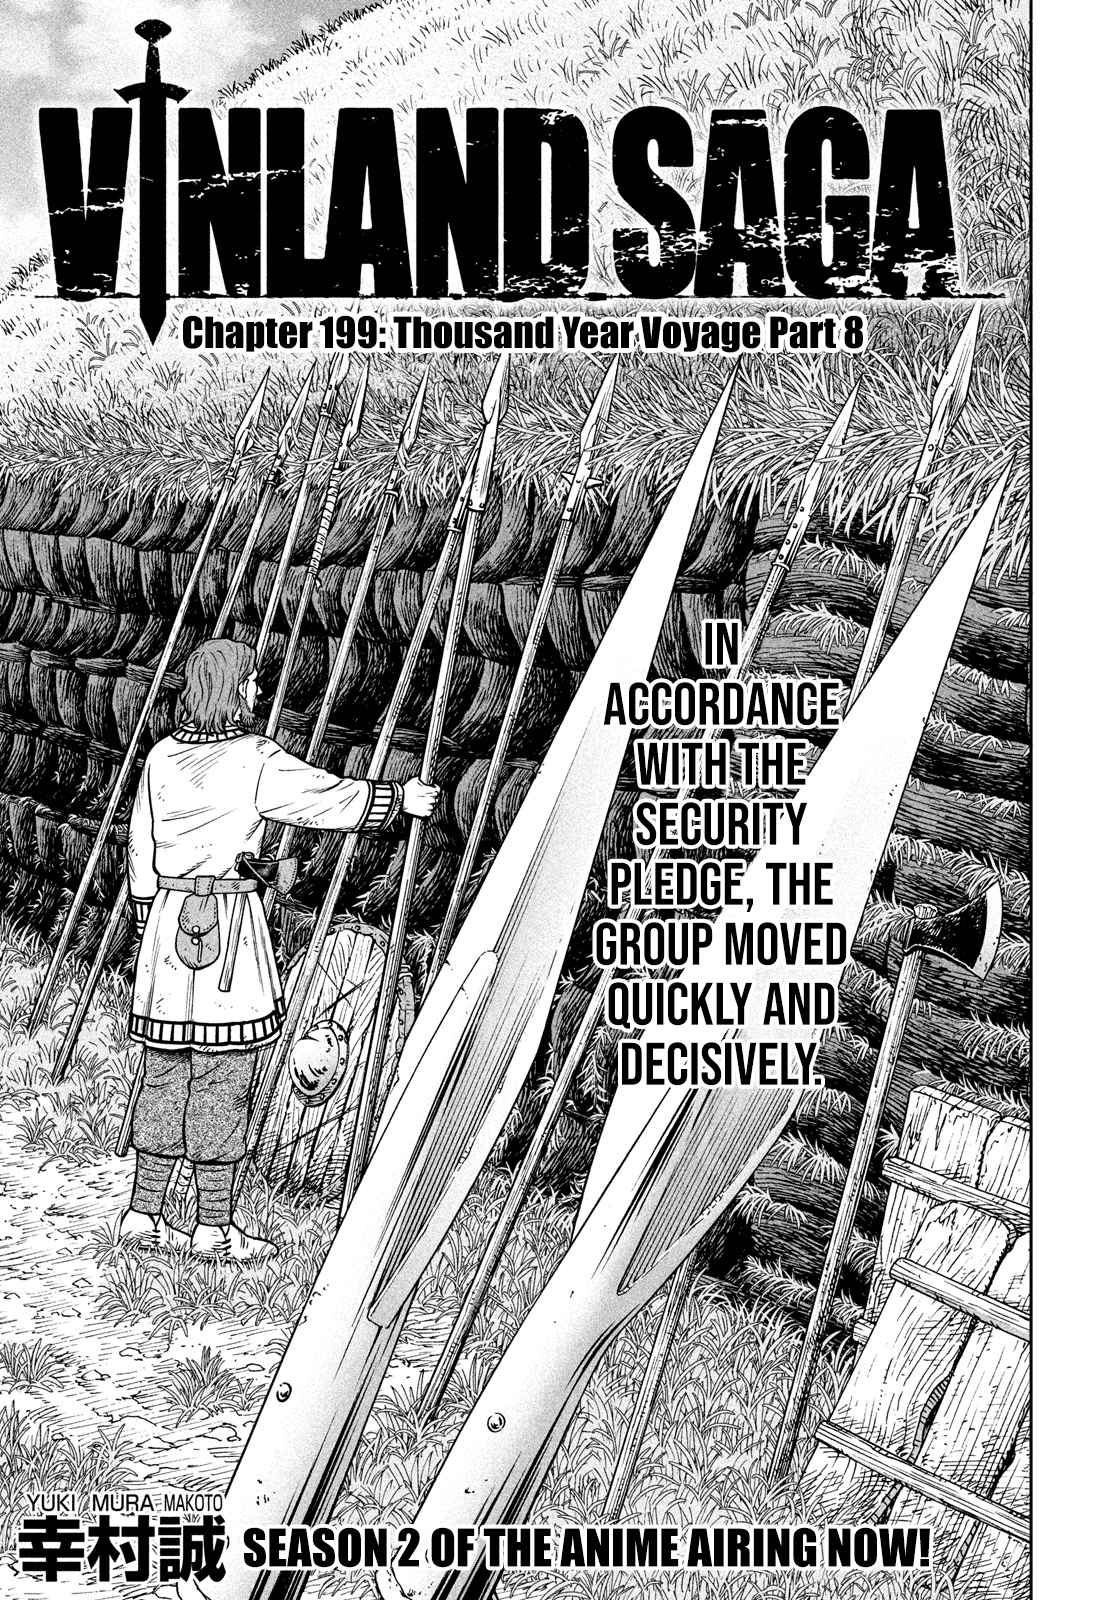 VINLAND SAGA
Chapter 199: Thousand Year Voyage Part 8
IN
ACCORDANCE
WITH THE
SECURITY
PLEDGE, THE
GROUP MOVED
QUICKLY AND
DECISIVELY.
YUKI MURA MAKOTO
幸村誠
SEASON 2 OF THE ANIME AIRING NOW!